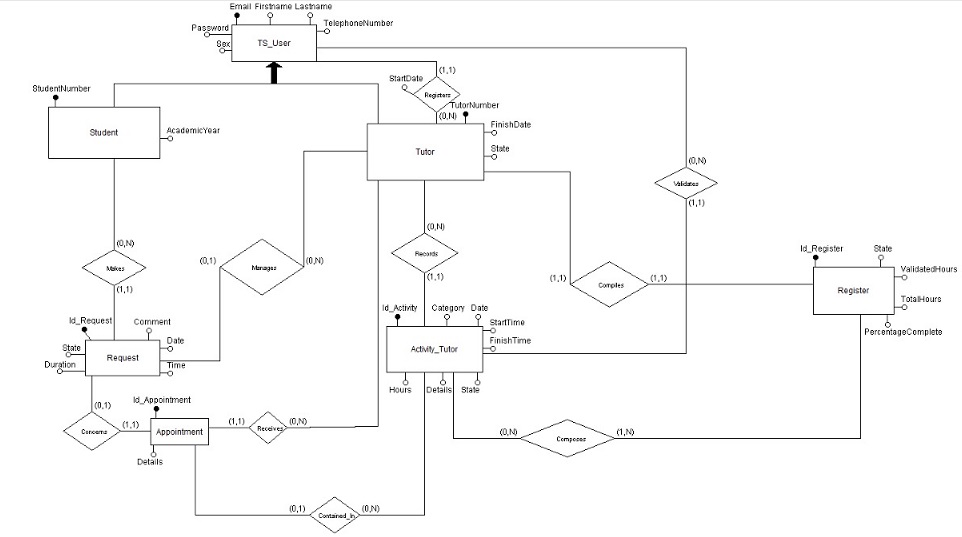 Email Firstname Lastname
Password
TelephoneNumber
Sex
TS_User
(1,1)
StartDate
Registers
StudentNumber
(0,N)
TutorNumber
FinishDate
AcademicYear
Student
Tutor
State
(0,N)
Validates
(1,1)
(0,N)
Makes
(1,1)
(0,1)
Manages
(0,N)
(0,N)
Records
(1,1)
(1,1)
Compiles
(1,1)
Id_Register
State
ValidatedHours
Register
TotalHours
PercentageComplete
Id_Request
Comment
State
Date
Request
Duration
Time
Id_Activity
Category
Date
StartTime
FinishTime
Activity_Tutor
Hours
Details
State
(0,1)
Id_Appointment
Concerns
(1,1)
Appointment
(1,1)
Receives
(0,N)
Details
(0,N)
Composes
(1,N)
(0,1)
Contained_In
(0,N)